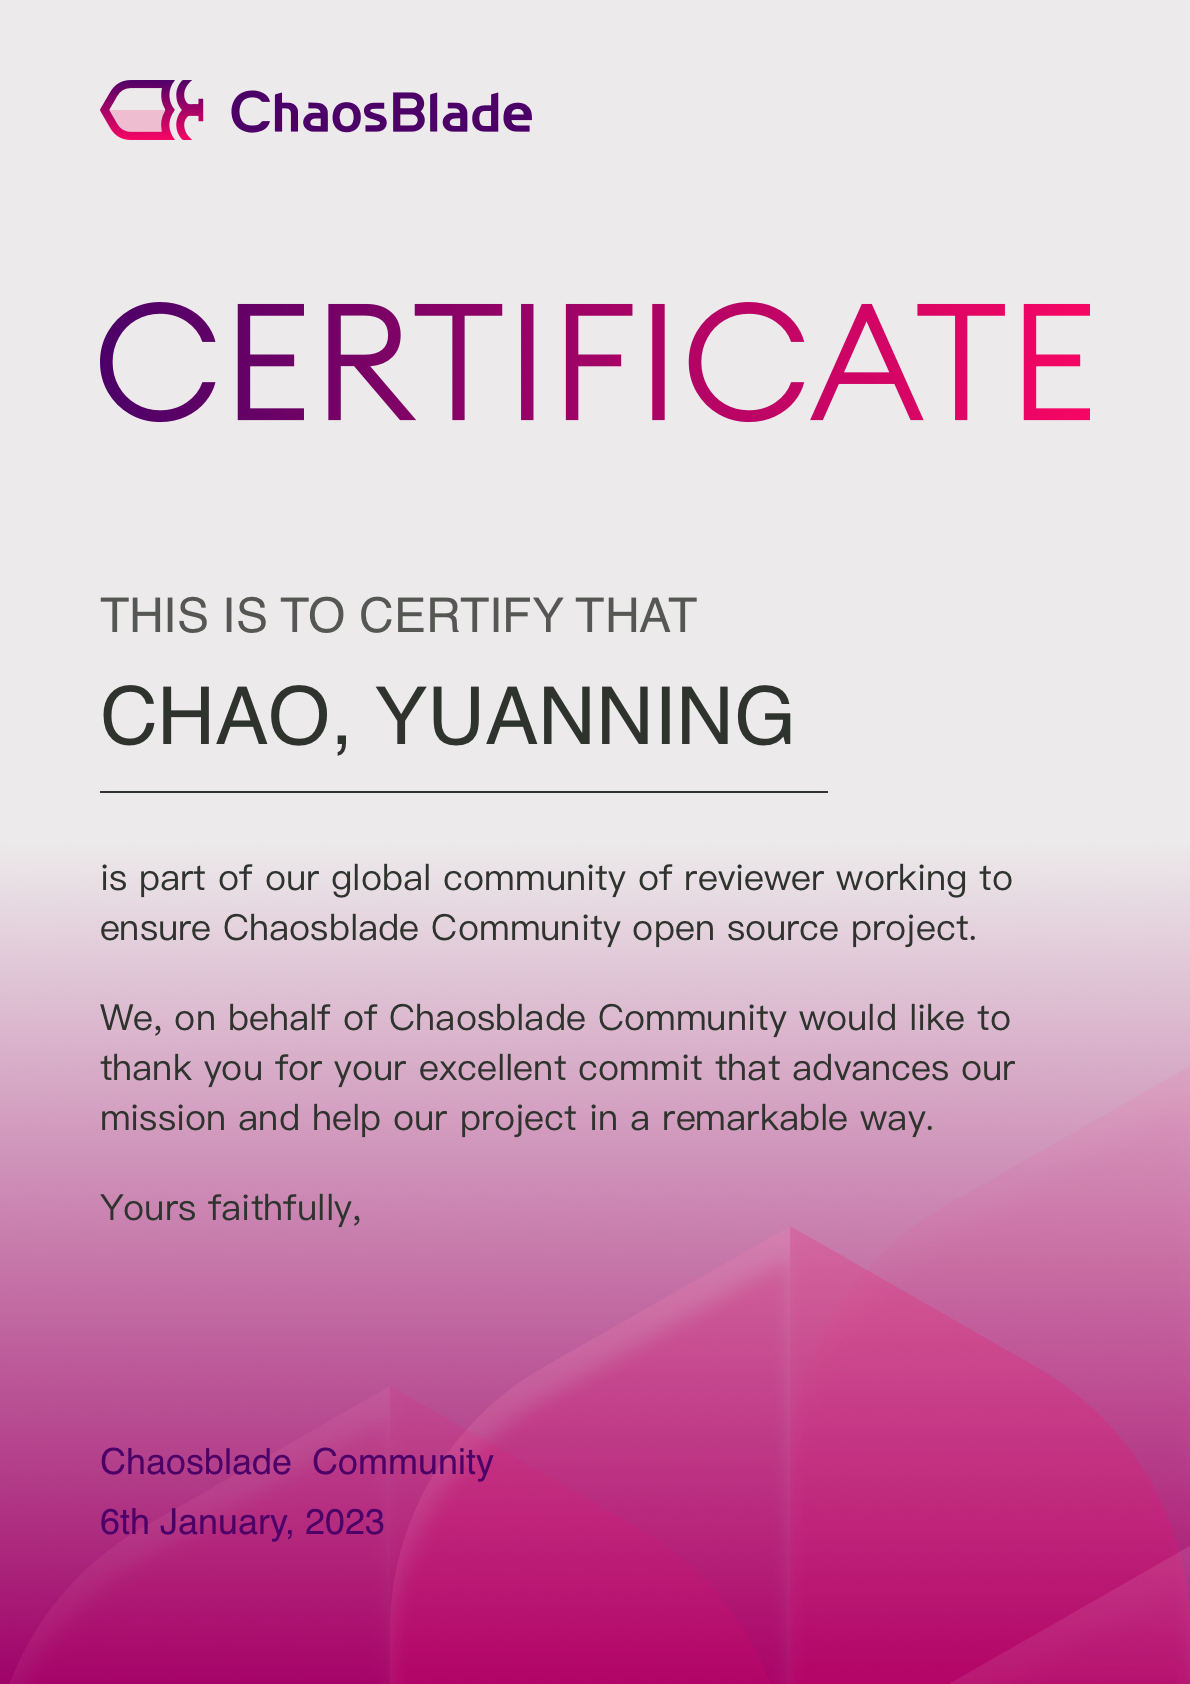 ChaosBlade
CERTIFICATE
THIS IS TO CERTIFY THAT
CHAO, YUANNING
is part of our global community of reviewer working to
ensure Chaosblade Community open source project.
We, on behalf of Chaosblade Community would like to
thank you for your excellent commit that advances our
mission and help our project in a remarkable way.
Yours faithfully,
Chaosblade  Community
6th January, 2023